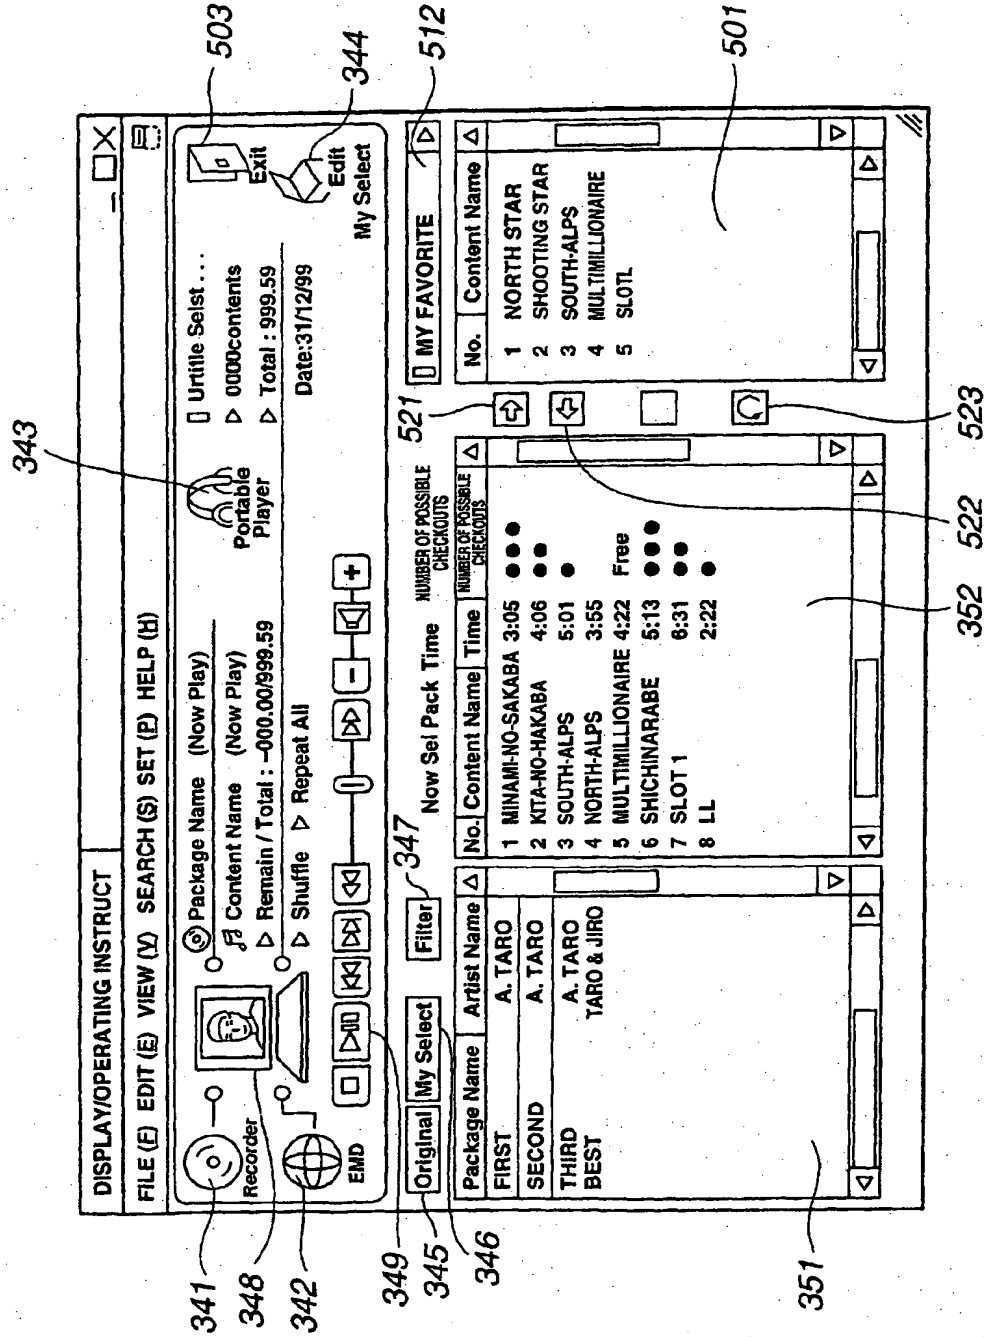 503
344
512
501
343
DISPLAY/OPERATING INSTRUCT
FILE (F) EDIT (E) VIEW (V) SEARCH (S) SET (P) HELP (H)
341
348
342
349
345
346
347
Recorder
EMD
Package Name (Now Play)
Content Name (Now Play)
Remain / Total : -000.00/999.59
Shuffle
Repeat All
Portable
Player
Urtitle Selst ...
0000contents
Total : 999.59
Date:31/12/99
Exit
Edit
My Select
− +
Original
My Select
Filter
Now Sel Pack Time
NUMBER OF POSSIBLE
CHECKOUTS
521
MY FAVORITE
Package Name Artist Name
FIRST A. TARO
SECOND A. TARO
THIRD A. TARO
BEST TARO & JIRO
351
No. Content Name Time NUMBER OF POSSIBLE CHECKOUTS
1 MINAMI-NO-SAKABA 3:05 ●●●
2 KITA-NO-HAKABA 4:06 ●●
3 SOUTH-ALPS 5:01 ●
4 NORTH-ALPS 3:55
5 MULTIMILLIONAIRE 4:22 Free
6 SHICHINARABE 5:13 ●●●
7 SLOT 1 6:31 ●●
8 LL 2:22 ●
352
522
523
No. Content Name
1 NORTH STAR
2 SHOOTING STAR
3 SOUTH-ALPS
4 MULTIMILLIONAIRE
5 SLOTL